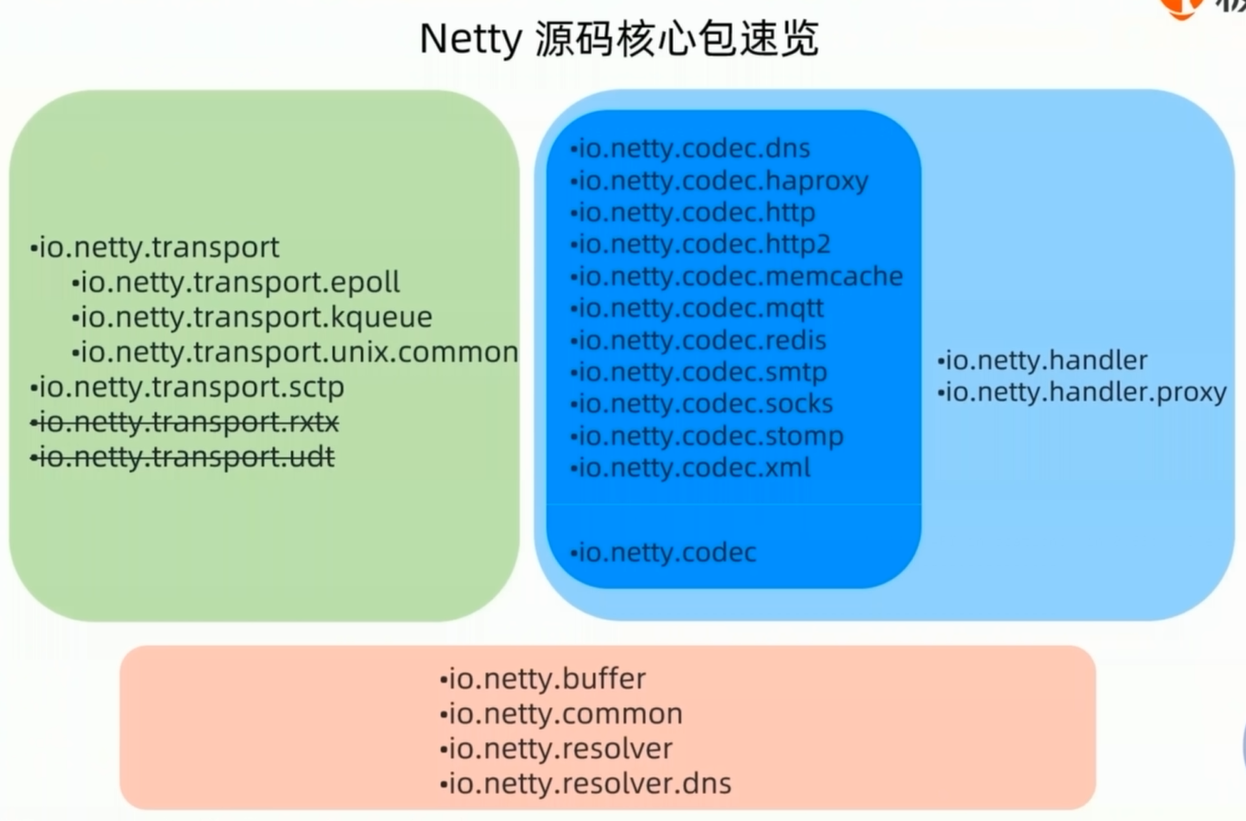 Netty 源码核心包速览
•io.netty.transport
•io.netty.transport.epoll
•io.netty.transport.kqueue
•io.netty.transport.unix.common
•io.netty.transport.sctp
•io.netty.transport.rxtx
•io.netty.transport.udt
•io.netty.codec.dns
•io.netty.codec.haproxy
•io.netty.codec.http
•io.netty.codec.http2
•io.netty.codec.memcache
•io.netty.codec.mqtt
•io.netty.codec.redis
•io.netty.codec.smtp
•io.netty.codec.socks
•io.netty.codec.stomp
•io.netty.codec.xml
•io.netty.codec
•io.netty.handler
•io.netty.handler.proxy
•io.netty.buffer
•io.netty.common
•io.netty.resolver
•io.netty.resolver.dns